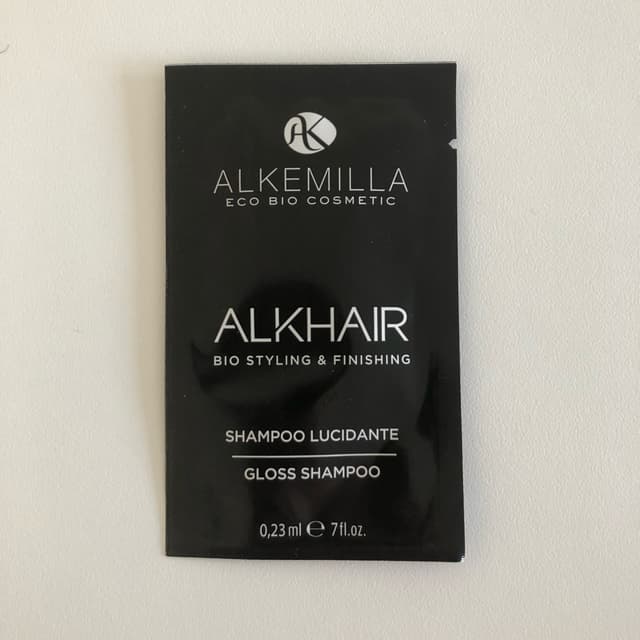 AK
ALKEMILLA
ECO BIO COSMETIC
ALKHAIR
BIO STYLING & FINISHING
SHAMPOO LUCIDANTE
GLOSS SHAMPOO
0,23 ml ℮ 7 fl.oz.